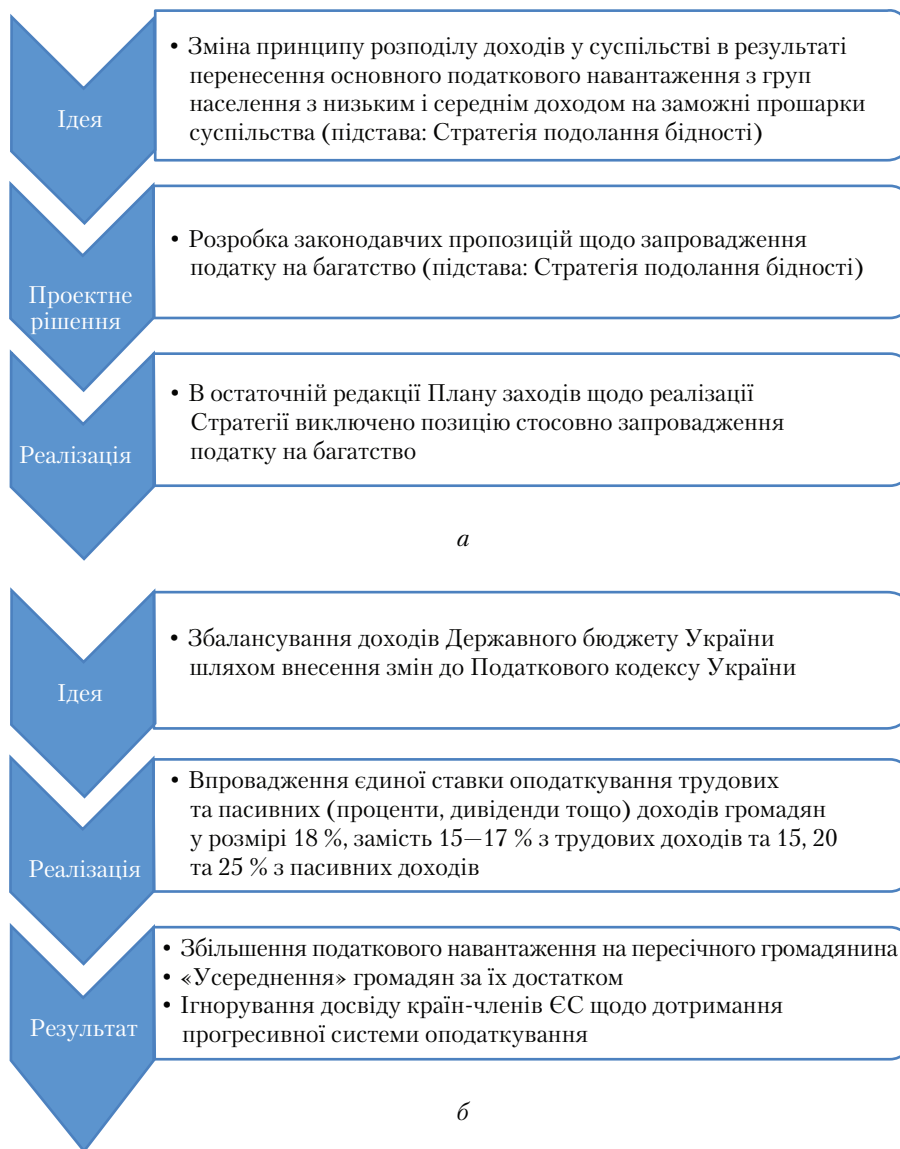 Ідея
• Зміна принципу розподілу доходів у суспільстві в результаті
перенесення основного податкового навантаження з груп
населення з низьким і середнім доходом на заможні прошарки
суспільства (підстава: Стратегія подолання бідності)
Проектне
рішення
• Розробка законодавчих пропозицій щодо запровадження
податку на багатство (підстава: Стратегія подолання бідності)
Реалізація
• В остаточній редакції Плану заходів щодо реалізації
Стратегії виключено позицію стосовно запровадження
податку на багатство
а
Ідея
• Збалансування доходів Державного бюджету України
шляхом внесення змін до Податкового кодексу України
Реалізація
• Впровадження єдиної ставки оподаткування трудових
та пасивних (проценти, дивіденди тощо) доходів громадян
у розмірі 18 %, замість 15—17 % з трудових доходів та 15, 20
та 25 % з пасивних доходів
Результат
• Збільшення податкового навантаження на пересічного громадянина
• «Усереднення» громадян за їх достатком
• Ігнорування досвіду країн-членів ЄС щодо дотримання
прогресивної системи оподаткування
б